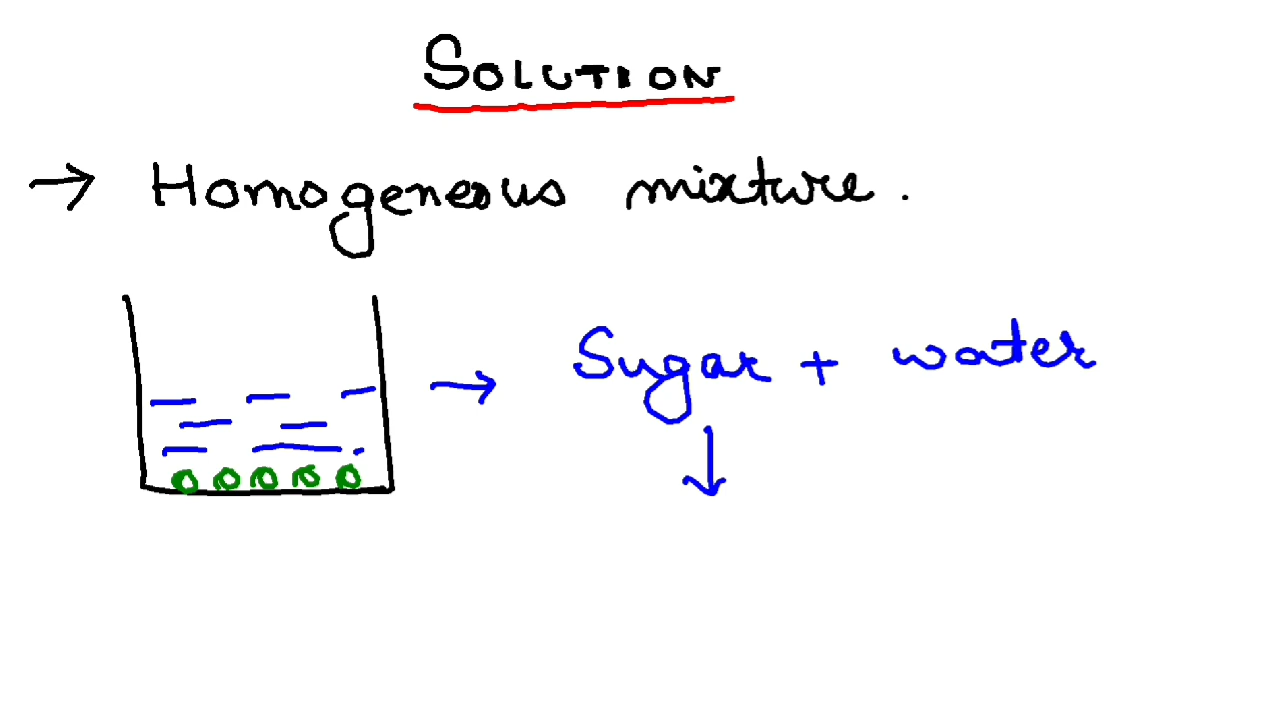 SOLUTION
→ Homogeneous mixture.
→ Sugar + water
↓